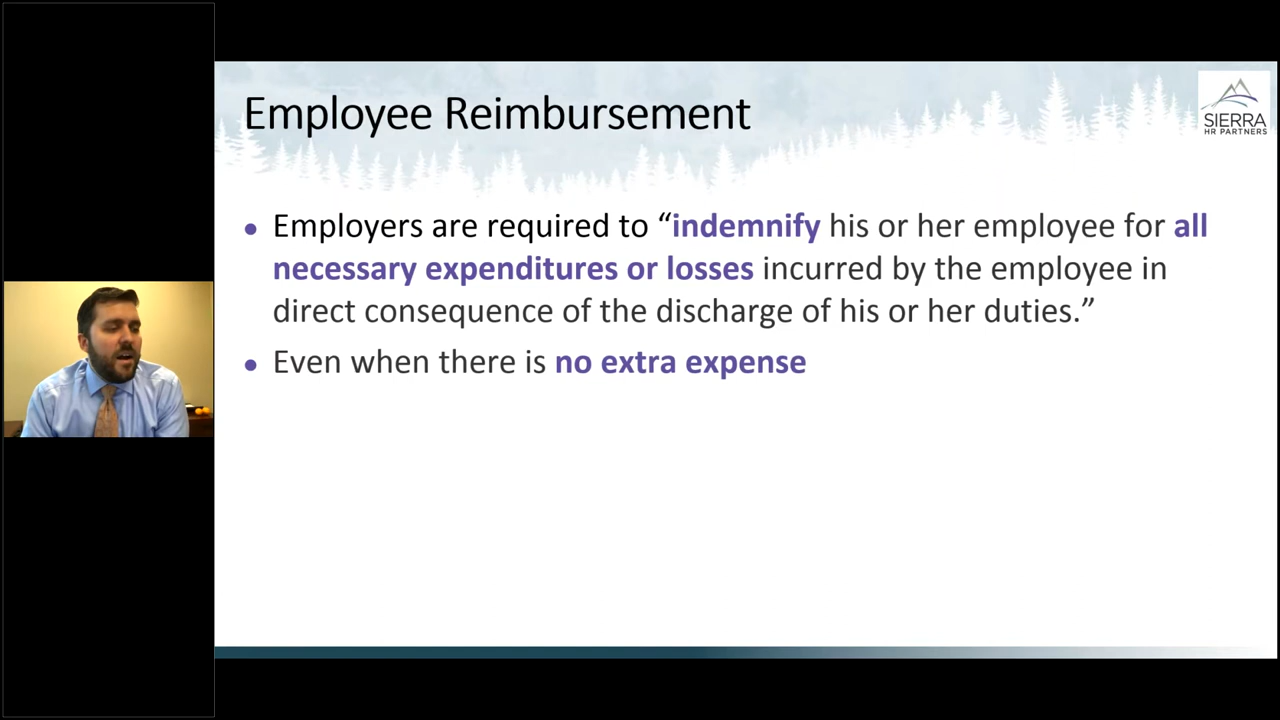 Employee Reimbursement
SIERRA
HR PARTNERS
• Employers are required to “indemnify his or her employee for all
necessary expenditures or losses incurred by the employee in
direct consequence of the discharge of his or her duties.”
• Even when there is no extra expense